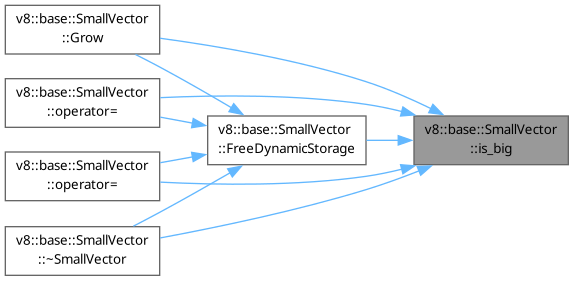 v8::base::SmallVector
::Grow
v8::base::SmallVector
::operator=
v8::base::SmallVector
::FreeDynamicStorage
v8::base::SmallVector
::is_big
v8::base::SmallVector
::operator=
v8::base::SmallVector
::~SmallVector